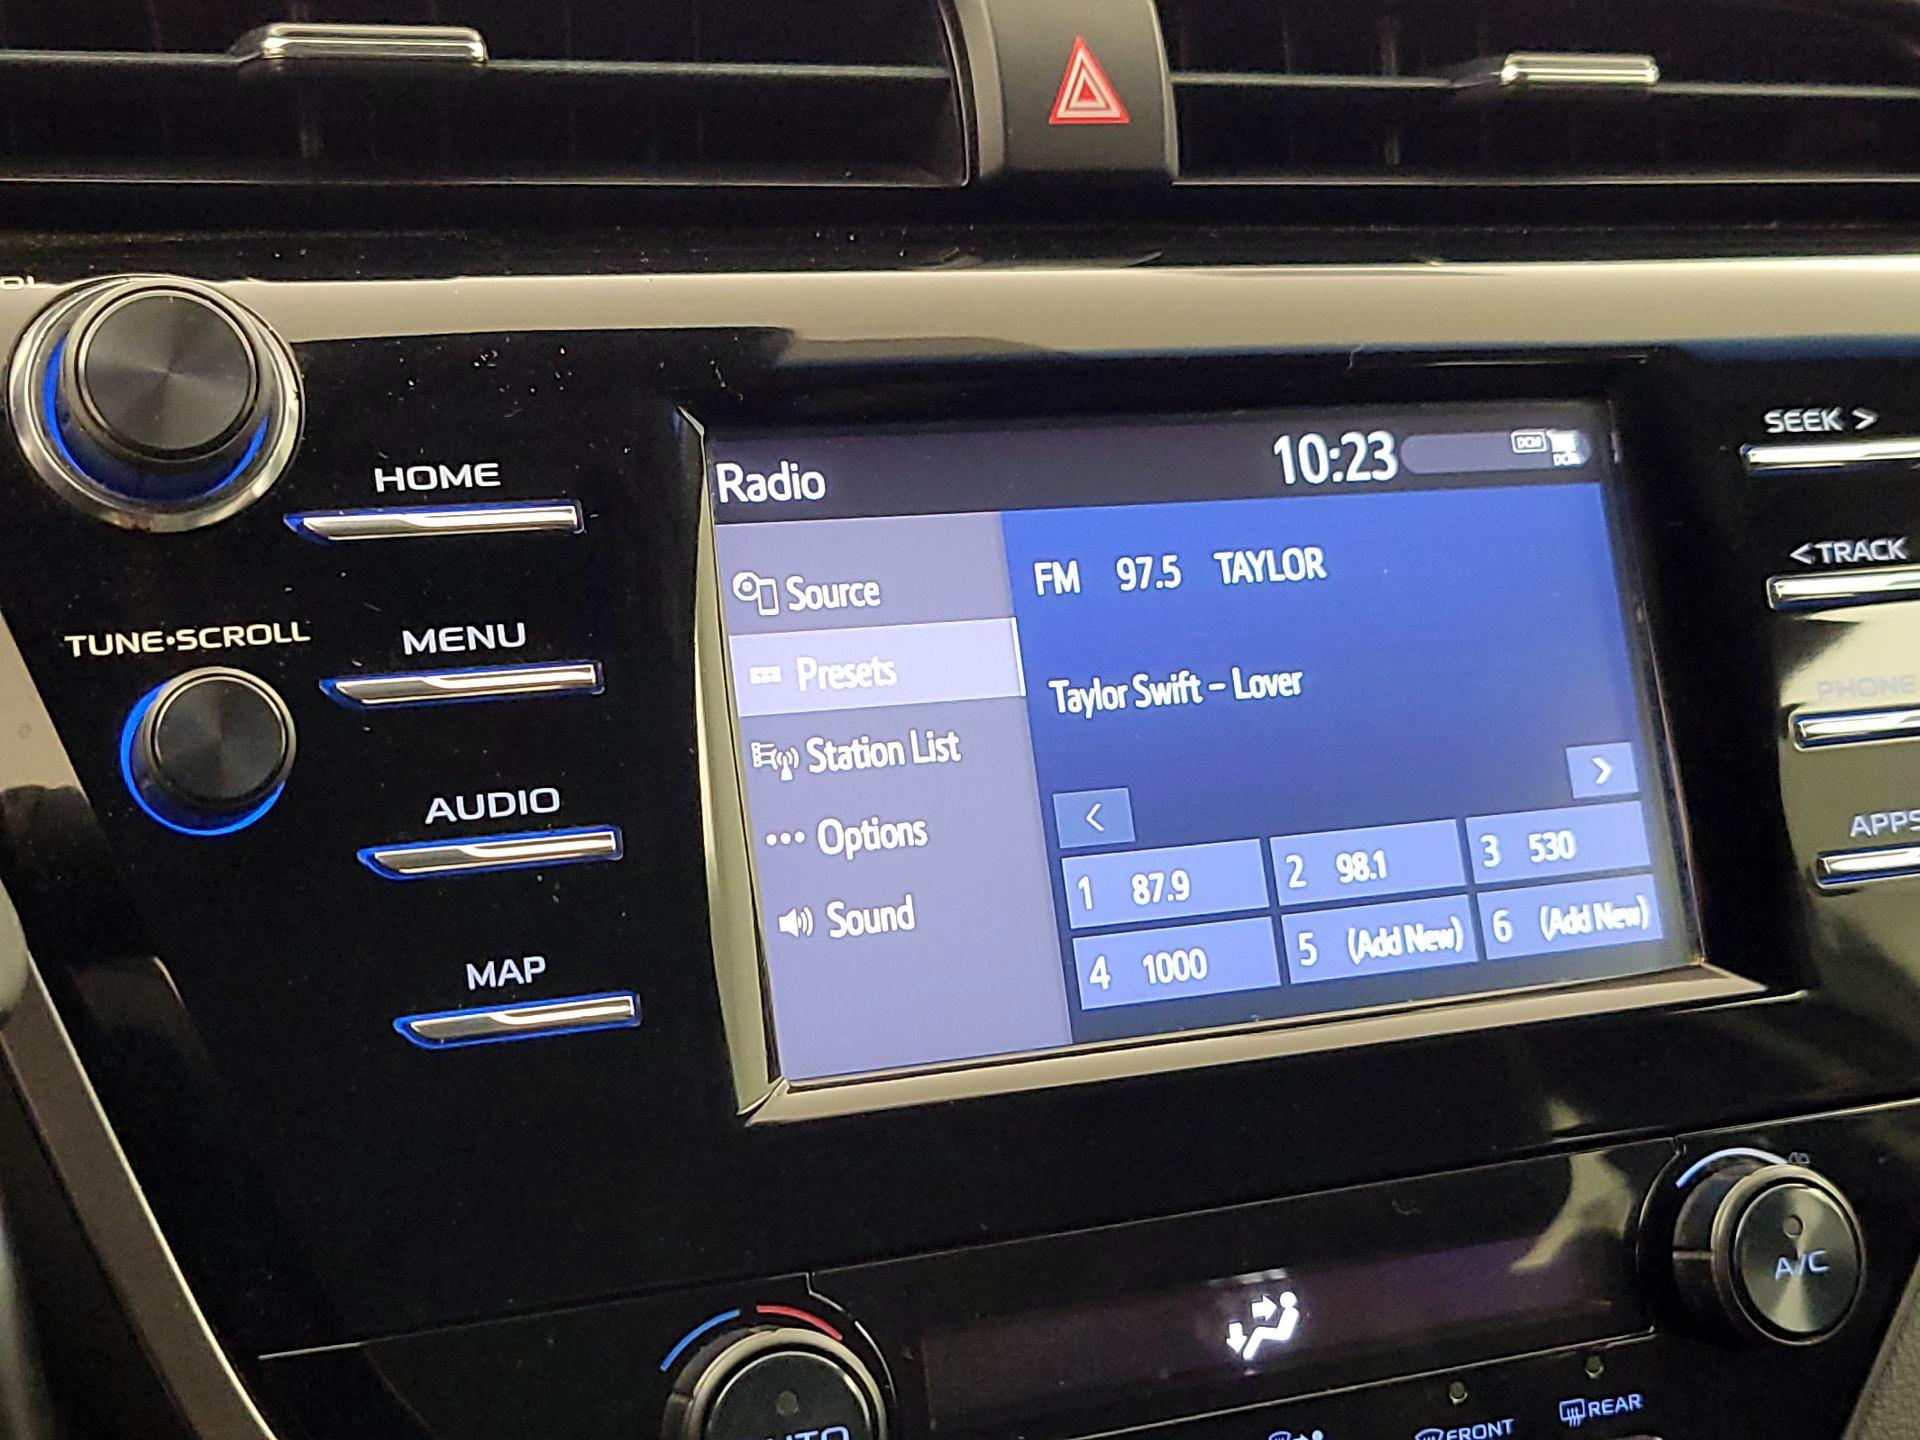 HOME
TUNE•SCROLL
MENU
AUDIO
MAP
Radio
10:23
DCM
Source
Presets
Station List
Options
Sound
FM 97.5 TAYLOR
Taylor Swift – Lover
<
>
1 87.9
2 98.1
3 530
4 1000
5 (Add New)
6 (Add New)
SEEK >
< TRACK
PHONE
APPS
A/C
AUTO
FRONT
REAR